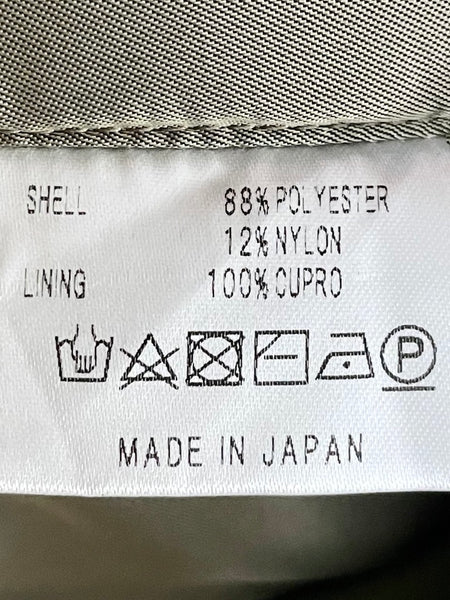 SHELL 88% POLYESTER
12% NYLON
LINING 100% CUPRO
P
MADE IN JAPAN